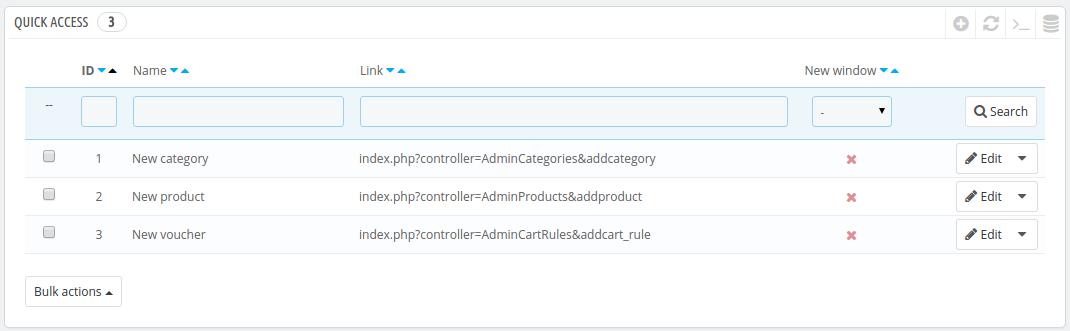 QUICK ACCESS 3
ID Name Link New window
-- - Search
1 New category index.php?controller=AdminCategories&addcategory Edit
2 New product index.php?controller=AdminProducts&addproduct Edit
3 New voucher index.php?controller=AdminCartRules&addcart_rule Edit
Bulk actions